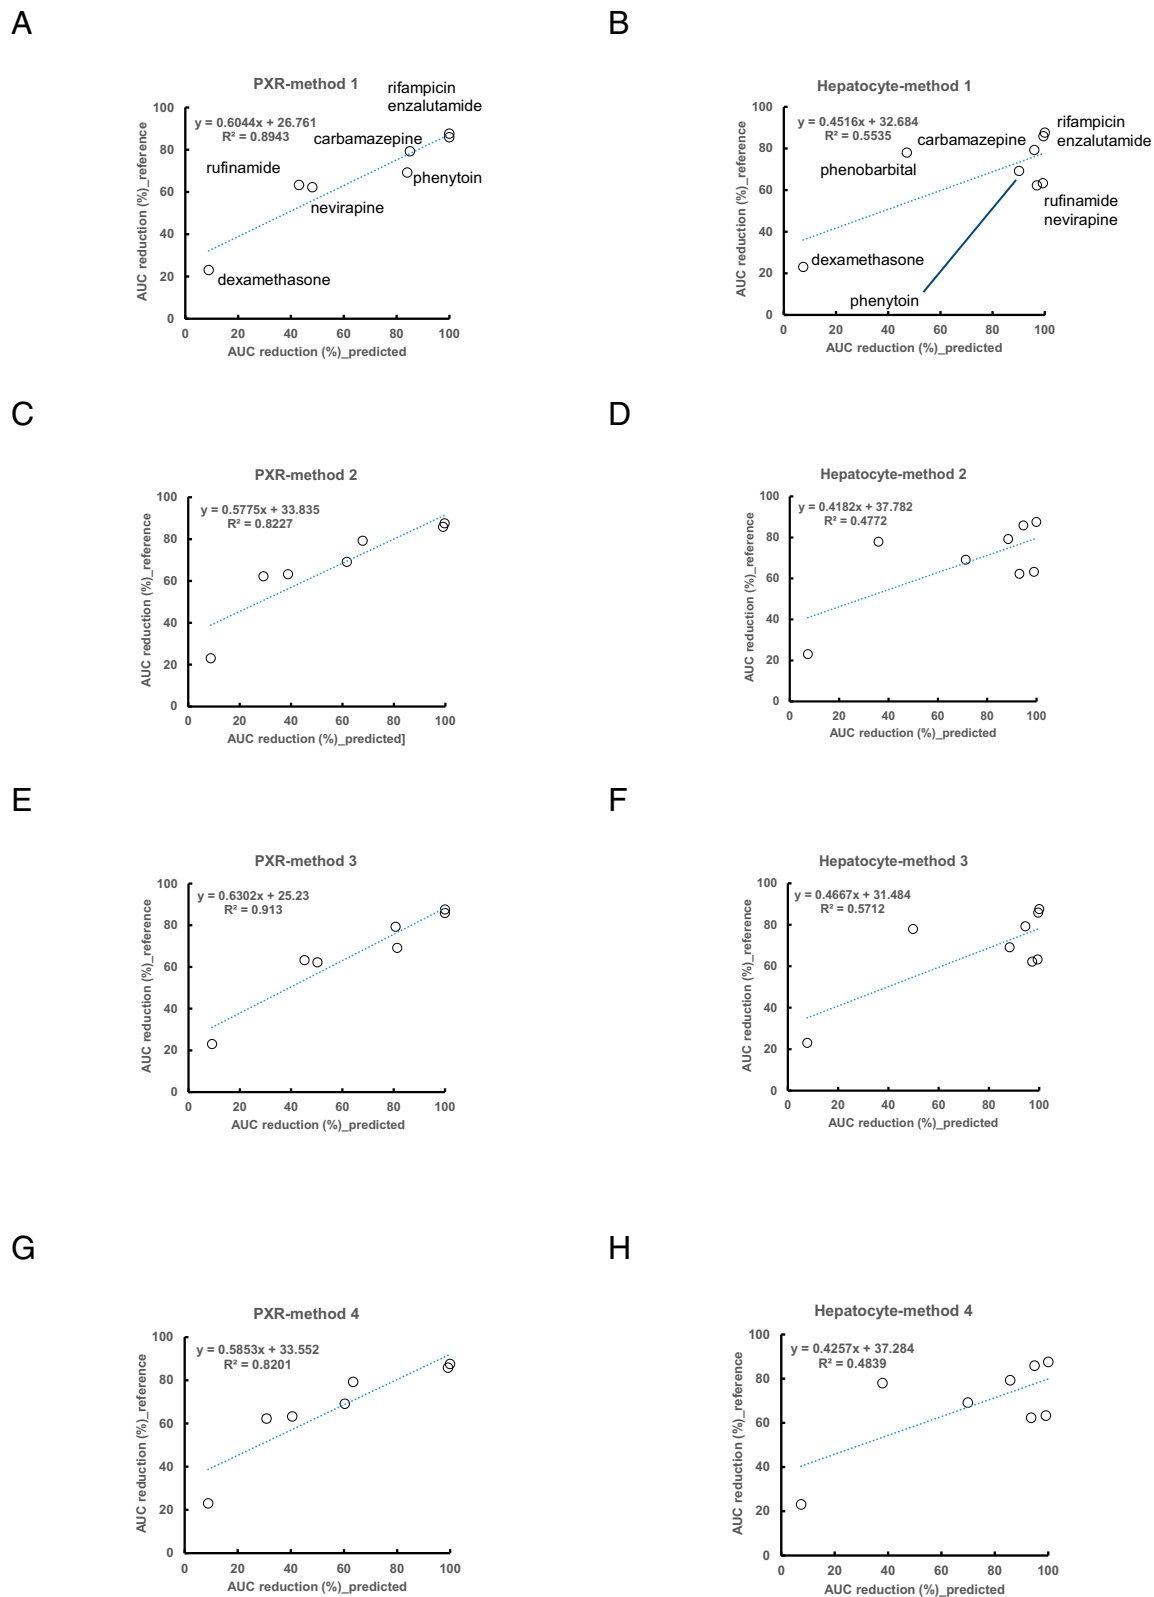 A
PXR-method 1
y = 0.6044x + 26.761
R² = 0.8943
rifampicin
enzalutamide
carbamazepine
rufinamide
phenytoin
nevirapine
dexamethasone
100
80
60
40
20
0
0 20 40 60 80 100
AUC reduction (%)_reference
AUC reduction (%)_predicted
B
Hepatocyte-method 1
y = 0.4516x + 32.684
R² = 0.5535
rifampicin
enzalutamide
carbamazepine
phenobarbital
rufinamide
nevirapine
dexamethasone
phenytoin
100
80
60
40
20
0
0 20 40 60 80 100
AUC reduction (%)_reference
AUC reduction (%)_predicted
C
PXR-method 2
y = 0.5775x + 33.835
R² = 0.8227
100
80
60
40
20
0
0 20 40 60 80 100
AUC reduction (%)_reference
AUC reduction (%)_predicted]
D
Hepatocyte-method 2
y = 0.4182x + 37.782
R² = 0.4772
100
80
60
40
20
0
0 20 40 60 80 100
AUC reduction (%)_reference
AUC reduction (%)_predicted
E
PXR-method 3
y = 0.6302x + 25.23
R² = 0.913
100
80
60
40
20
0
0 20 40 60 80 100
AUC reduction (%)_reference
AUC reduction (%)_predicted
F
Hepatocyte-method 3
y = 0.4667x + 31.484
R² = 0.5712
100
80
60
40
20
0
0 20 40 60 80 100
AUC reduction (%)_reference
AUC reduction (%)_predicted
G
PXR-method 4
y = 0.5853x + 33.552
R² = 0.8201
100
80
60
40
20
0
0 20 40 60 80 100
AUC reduction (%)_reference
AUC reduction (%)_predicted
H
Hepatocyte-method 4
y = 0.4257x + 37.284
R² = 0.4839
100
80
60
40
20
0
0 20 40 60 80 100
AUC reduction (%)_reference
AUC reduction (%)_predicted